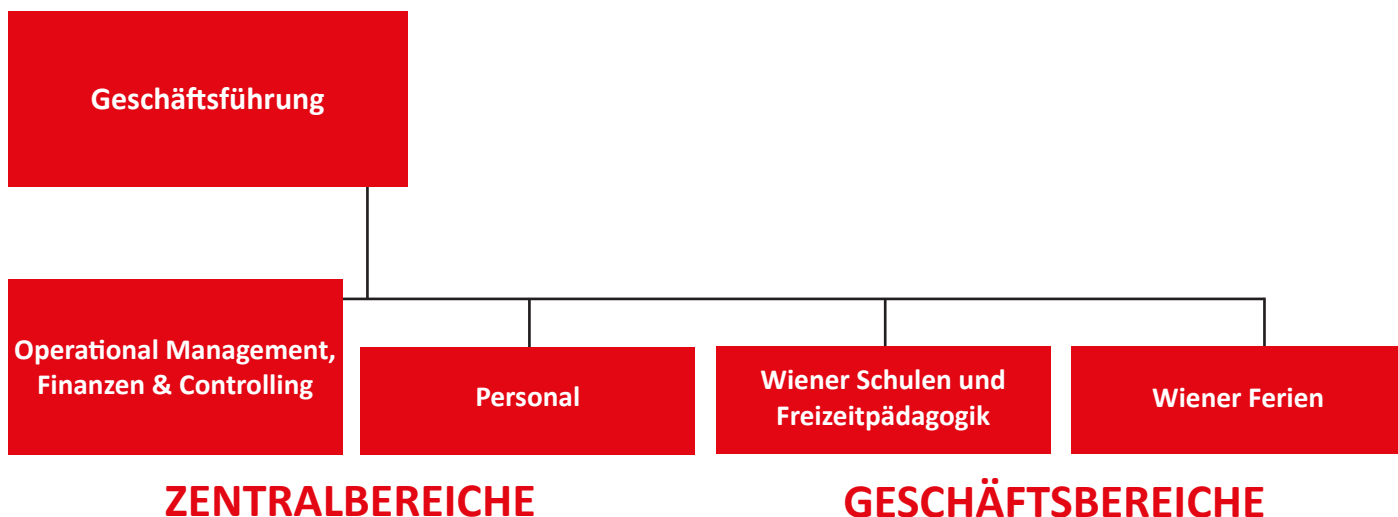 Geschäftsführung
Operational Management,
Finanzen & Controlling
Personal
Wiener Schulen und
Freizeitpädagogik
Wiener Ferien
ZENTRALBEREICHE
GESCHÄFTSBEREICHE